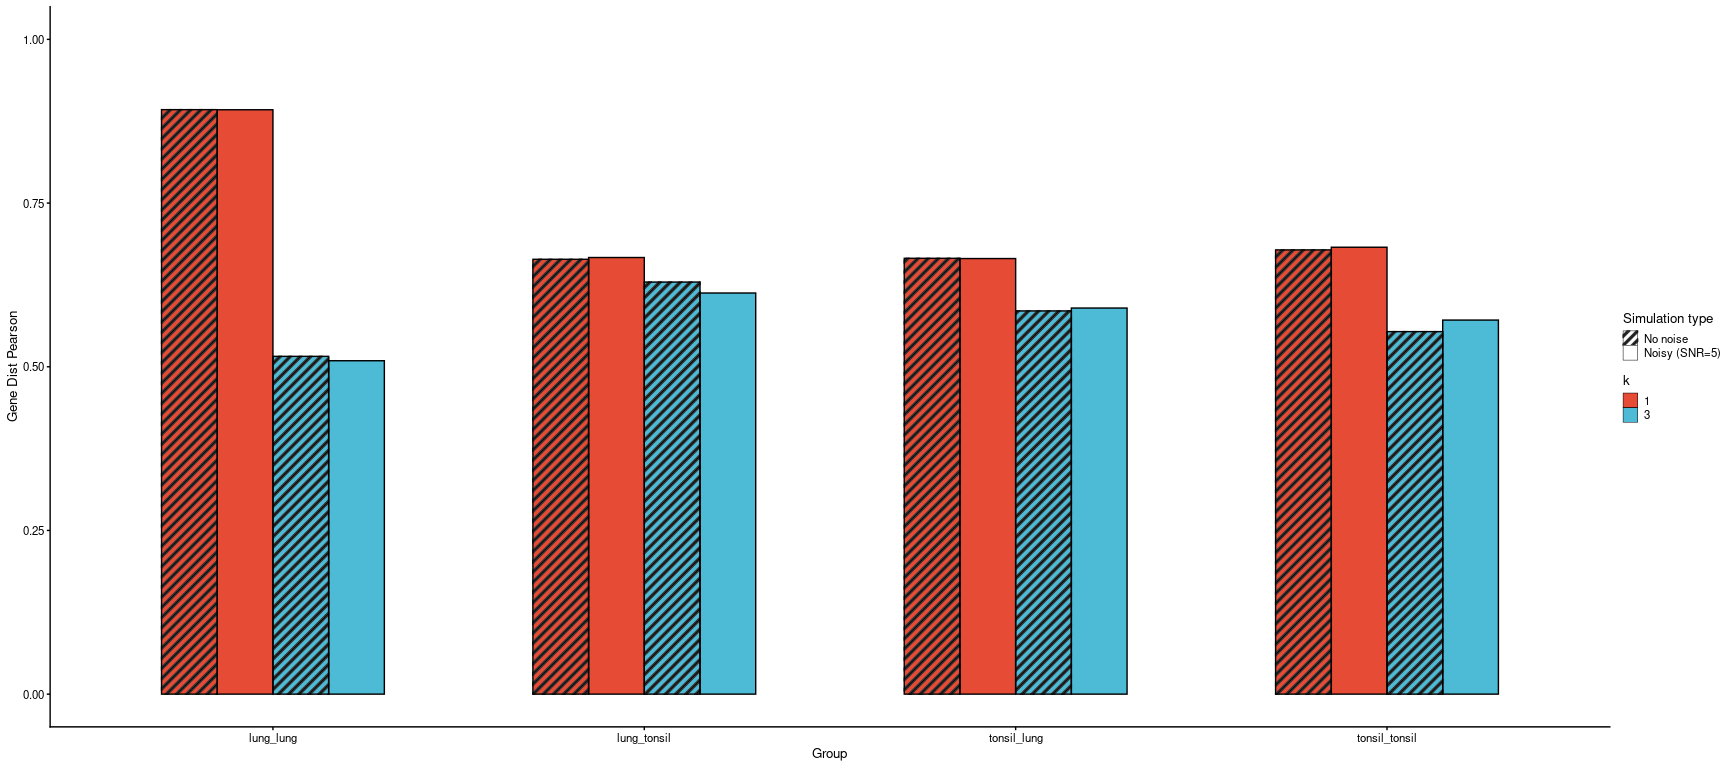 Gene Dist Pearson
1.00
0.75
0.50
0.25
0.00
lung_lung
lung_tonsil
tonsil_lung
tonsil_tonsil
Group
Simulation type
No noise
Noisy (SNR=5)
k
1
3